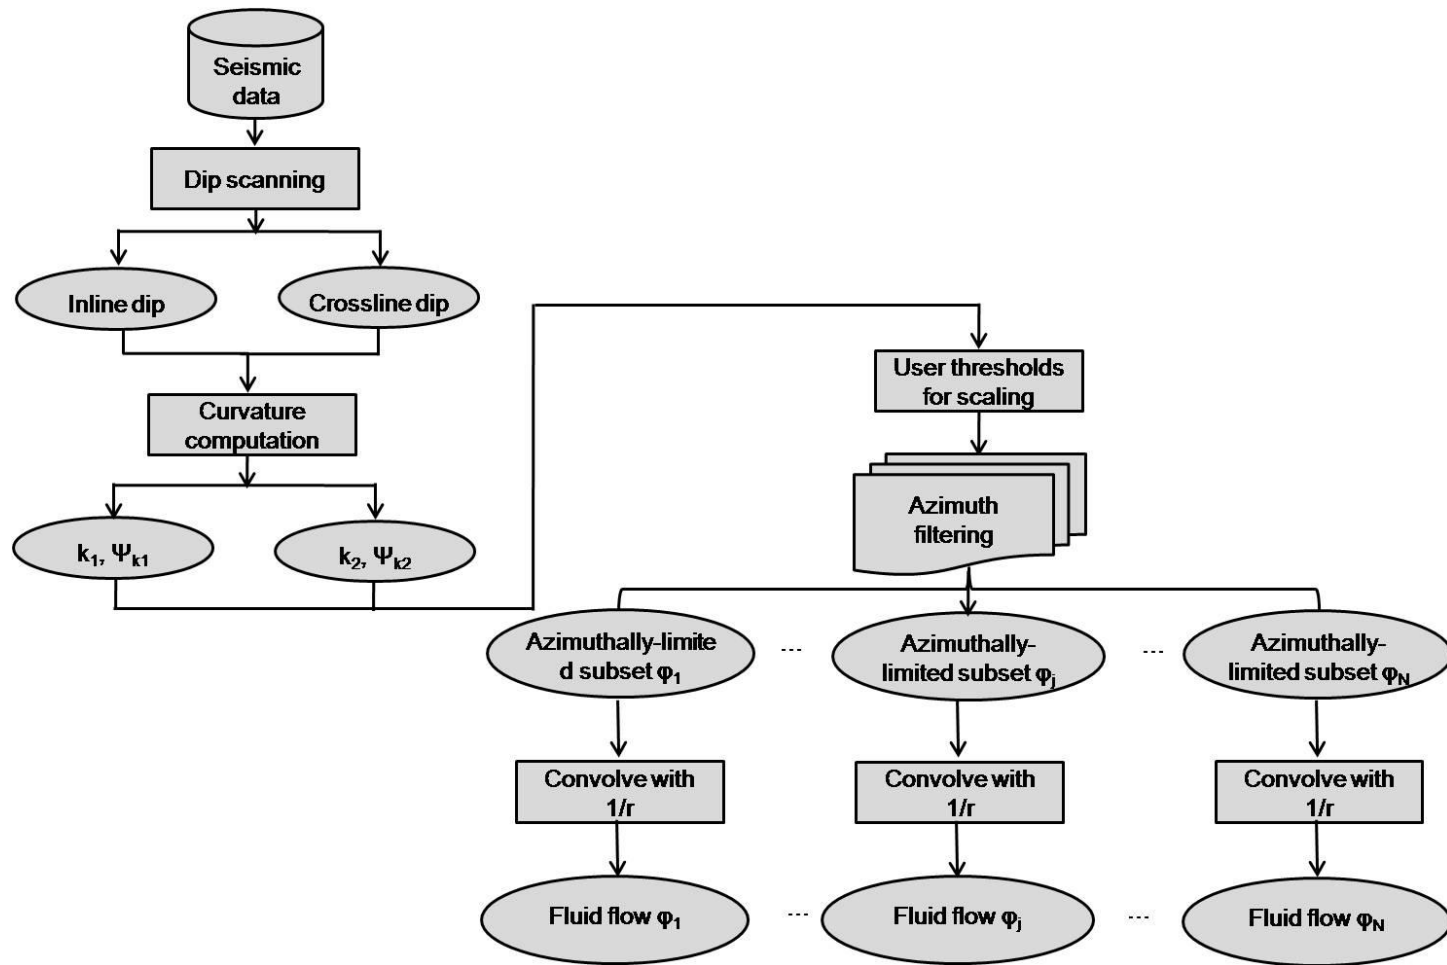 Seismic
data
Dip scanning
Inline dip
Crossline dip
Curvature
computation
k₁, Ψₖ₁
k₂, Ψₖ₂
User thresholds
for scaling
Azimuth
filtering
Azimuthally-limite
d subset φ₁
...
Azimuthally-
limited subset φⱼ
...
Azimuthally-
limited subset φN
Convolve with
1/r
Convolve with
1/r
Convolve with
1/r
Fluid flow φ₁
...
Fluid flow φⱼ
...
Fluid flow φN